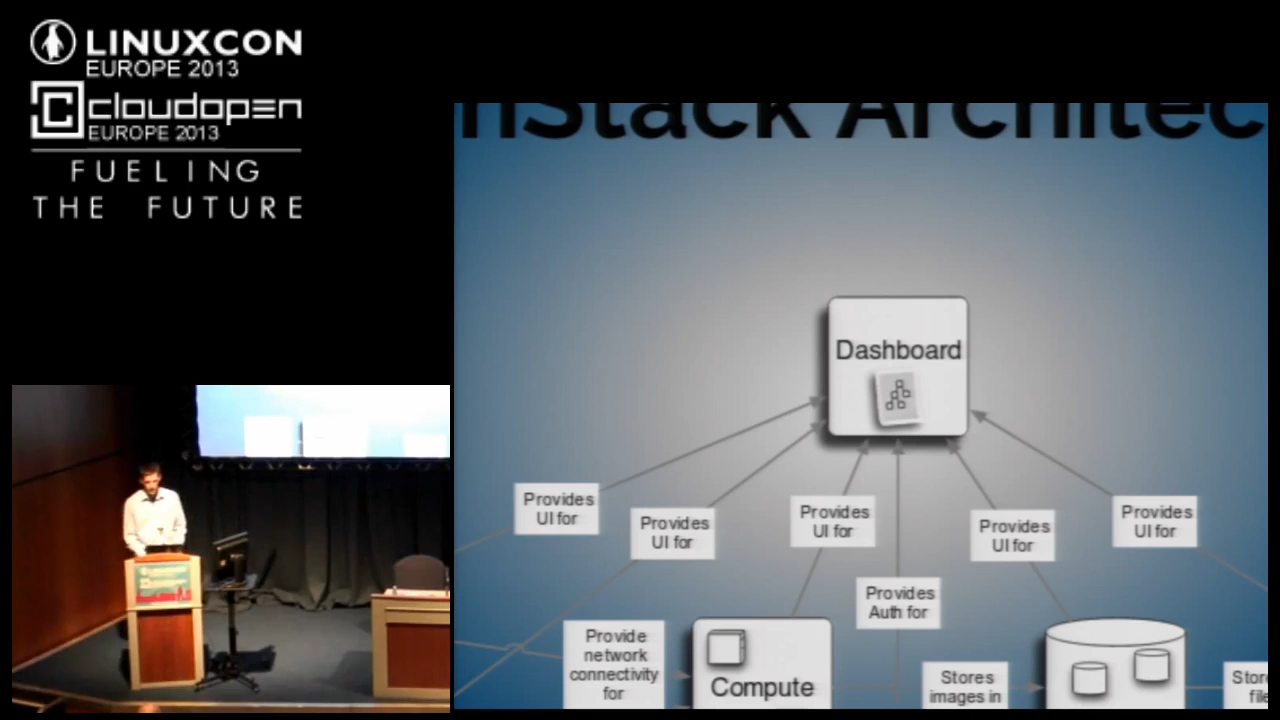 LINUXCON
EUROPE 2013
cloudopen
EUROPE 2013
FUELING
THE FUTURE
nStack Architec
Dashboard
Provides
UI for
Provides
UI for
Provides
UI for
Provides
UI for
Provides
UI for
Provides
Auth for
Provide
network
connectivity
for
Compute
Stores
images in
Stor
file